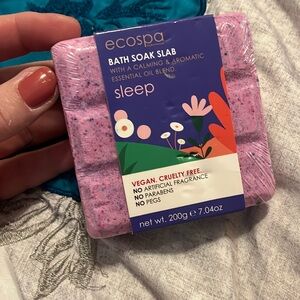 ecospa
BATH SOAK SLAB
WITH A CALMING & AROMATIC
ESSENTIAL OIL BLEND
sleep
VEGAN. CRUELTY FREE.
NO ARTIFICIAL FRAGRANCE
NO PARABENS
NO PEGS
net wt. 200g ℮ 7.04oz